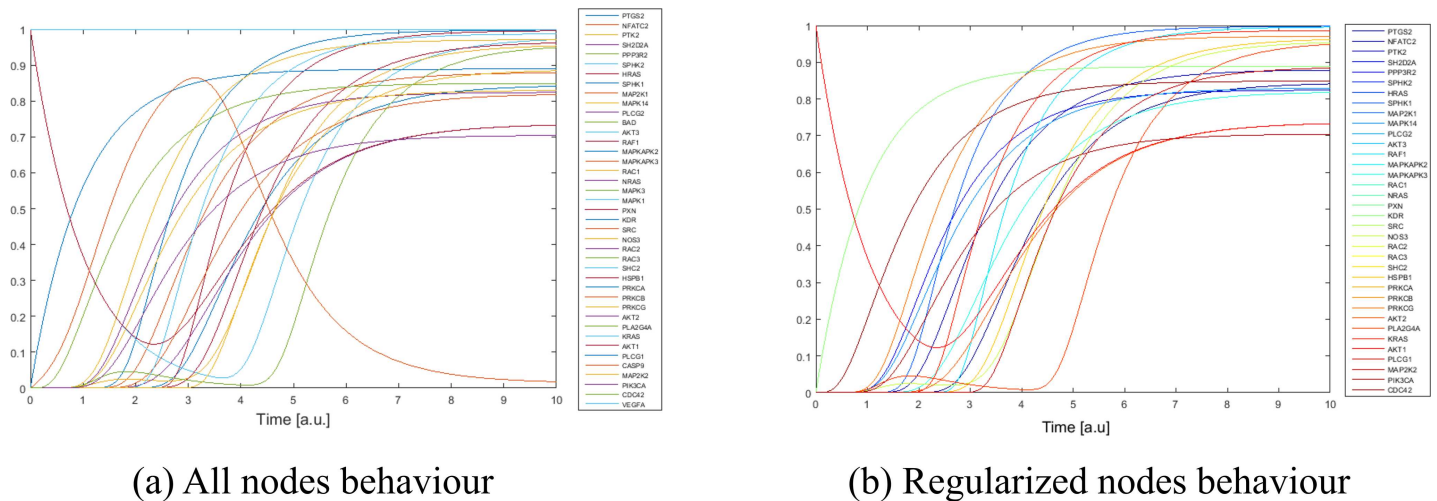 1
0.9
0.8
0.7
0.6
0.5
0.4
0.3
0.2
0.1
0
0 1 2 3 4 5 6 7 8 9 10
Time [a.u.]
PTGS2
NFATC2
PTK2
SH2D2A
PPP3R2
SPHK2
HRAS
SPHK1
MAP2K1
MAPK14
PLCG2
BAD
AKT3
RAF1
MAPKAPK2
MAPKAPK3
RAC1
NRAS
MAPK3
MAPK1
PXN
KDR
SRC
NOS3
RAC2
RAC3
SHC2
HSPB1
PRKCA
PRKCB
PRKCG
AKT2
PLA2G4A
KRAS
AKT1
PLCG1
CASP9
MAP2K2
PIK3CA
CDC42
VEGFA
(a) All nodes behaviour
1
0.9
0.8
0.7
0.6
0.5
0.4
0.3
0.2
0.1
0
0 1 2 3 4 5 6 7 8 9 10
Time [a.u]
PTGS2
NFATC2
PTK2
SH2D2A
PPP3R2
SPHK2
HRAS
SPHK1
MAP2K1
MAPK14
PLCG2
AKT3
RAF1
MAPKAPK2
MAPKAPK3
RAC1
NRAS
PXN
KDR
SRC
NOS3
RAC2
RAC3
SHC2
HSPB1
PRKCA
PRKCB
PRKCG
AKT2
PLA2G4A
KRAS
AKT1
PLCG1
MAP2K2
PIK3CA
CDC42
(b) Regularized nodes behaviour